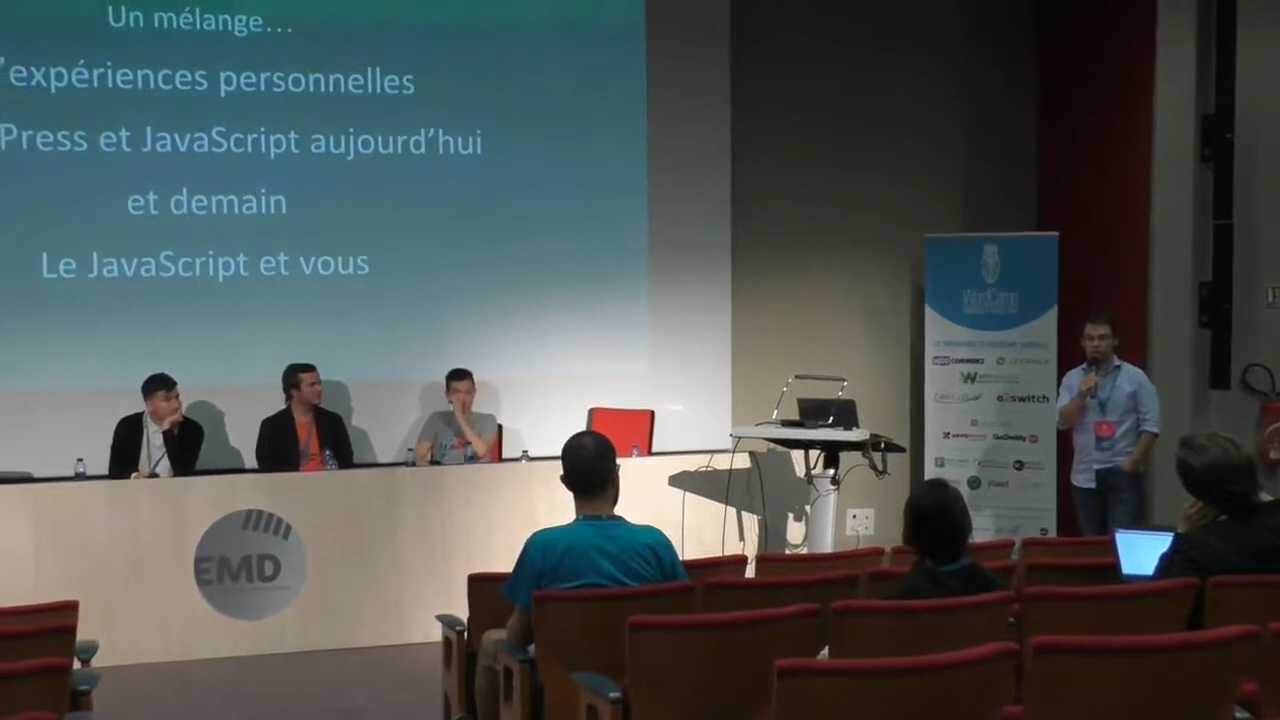 Un mélange...
'expériences personnelles
Press et JavaScript aujourd'hui
et demain
Le JavaScript et vous
WordCamp
COMMERCE
o2switch
GoDaddy
yoast
EMD